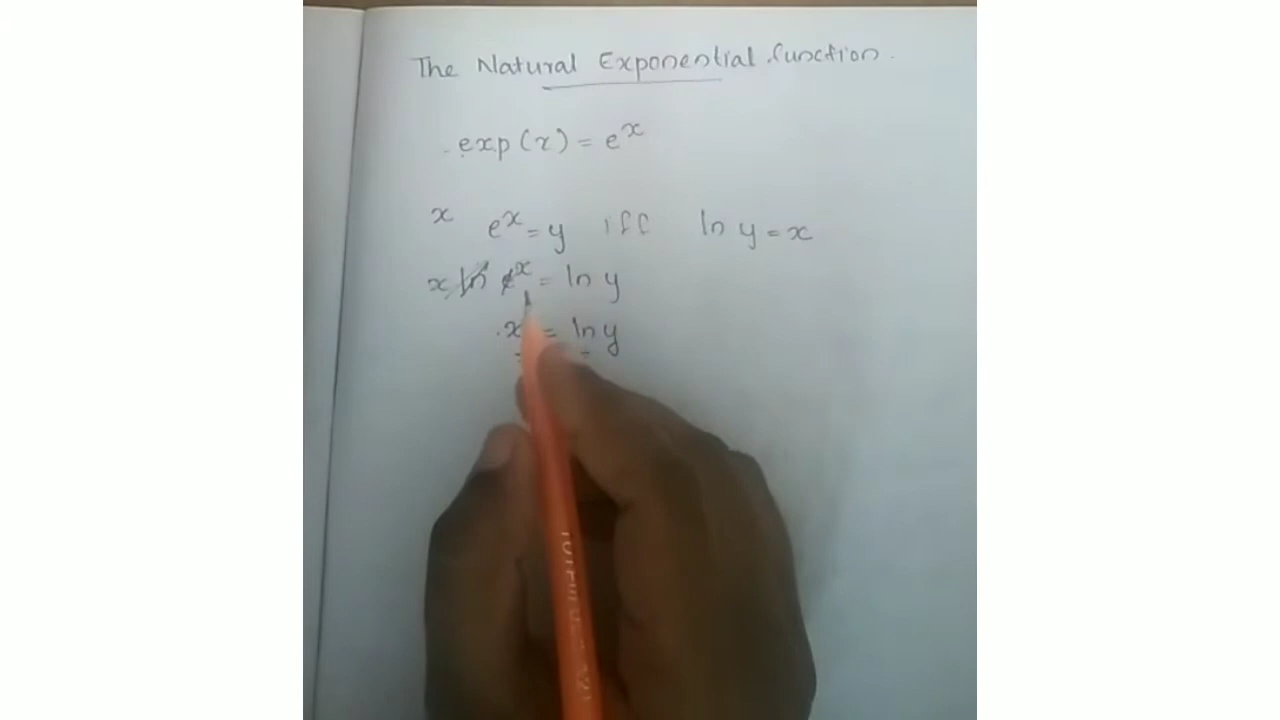 The Natural Exponential function.
exp(x) = e^x
x e^x = y iff ln y = x
x ln e^x = ln y
x = ln y